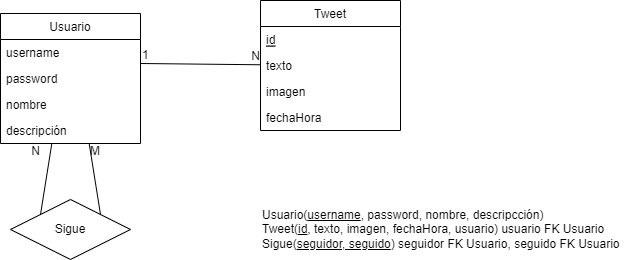 Usuario
username
password
nombre
descripción
1
N
Tweet
id
texto
imagen
fechaHora
N
M
Sigue
Usuario(username, password, nombre, descripcción)
Tweet(id, texto, imagen, fechaHora, usuario) usuario FK Usuario
Sigue(seguidor, seguido) seguidor FK Usuario, seguido FK Usuario